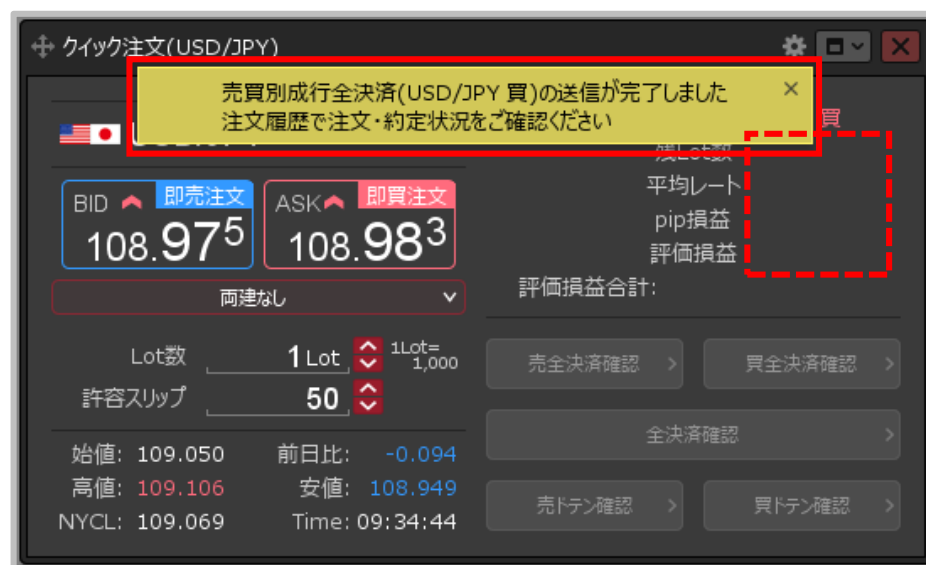 クイック注文(USD/JPY)
売買別成行全決済(USD/JPY 買)の送信が完了しました
注文履歴で注文・約定状況をご確認ください
買
残Lot数
平均レート
pip損益
評価損益
評価損益合計:
BID 即売注文
108.975
ASK 即買注文
108.983
両建なし
Lot数 1 Lot 1Lot=
1,000
許容スリップ 50
始値: 109.050 前日比: -0.094
高値: 109.106 安値: 108.949
NYCL: 109.069 Time: 09:34:44
売全決済確認
買全決済確認
全決済確認
売ドテン確認
買ドテン確認